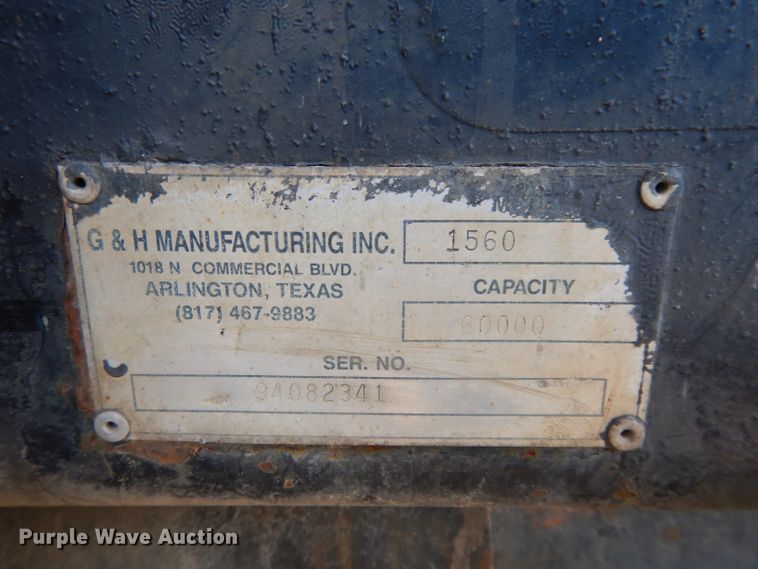 G & H MANUFACTURING INC.
1018 N COMMERCIAL BLVD.
ARLINGTON, TEXAS
(817) 467-9883
1560
CAPACITY
60000
SER. NO.
94082341
Purple Wave Auction®